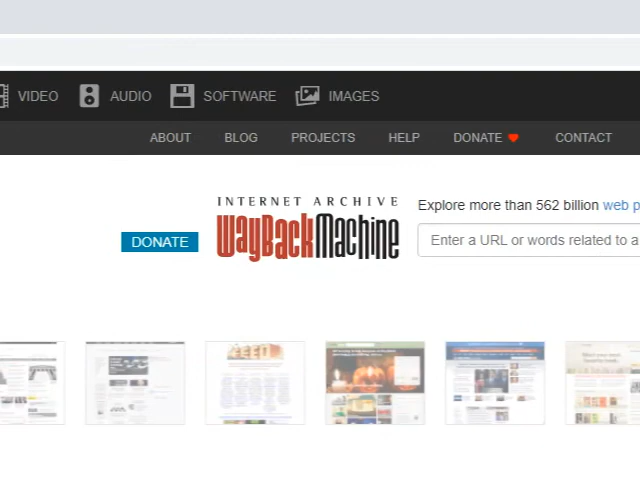 VIDEO AUDIO SOFTWARE IMAGES
ABOUT BLOG PROJECTS HELP DONATE CONTACT
INTERNET ARCHIVE
WayBackMachine
DONATE
Explore more than 562 billion web p
Enter a URL or words related to a